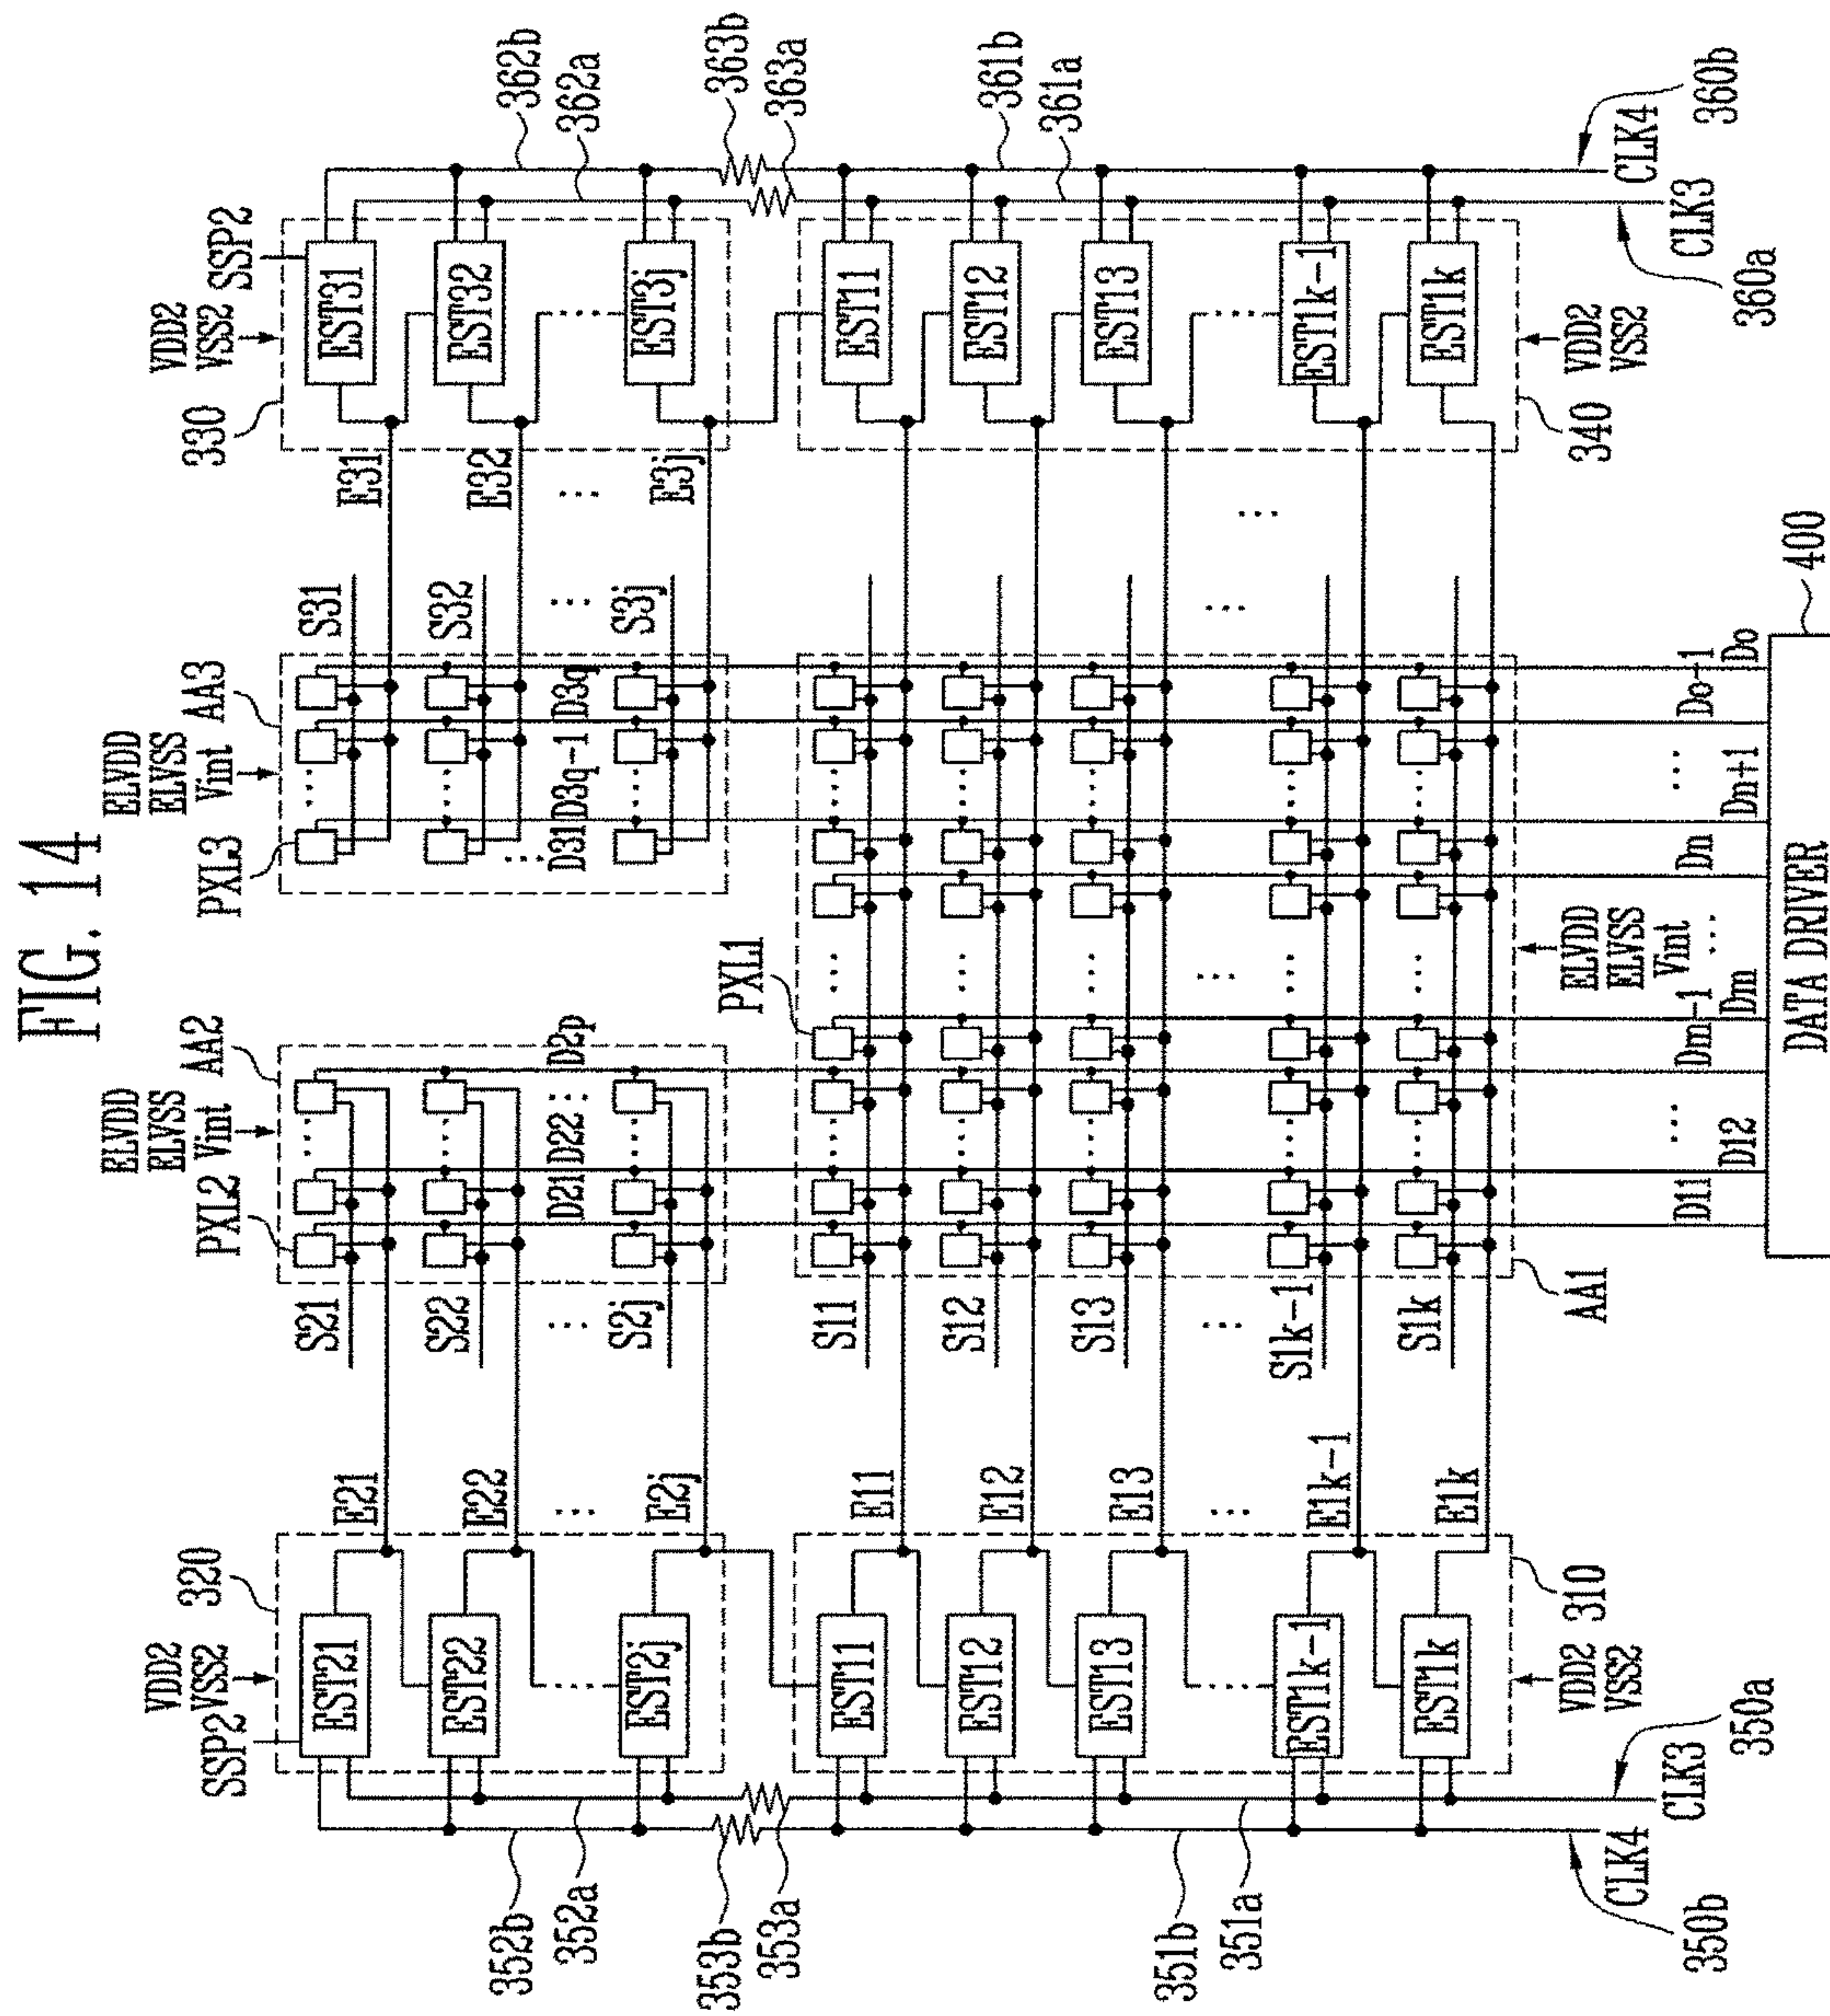 FIG. 14
ELVDD
ELVSS
Vint
ELVDD
ELVSS
Vint
VDD2
VSS2
SSP2
320
PXL2
AA2
PXL3
AA3
330
VDD2
VSS2
SSP2
EST21
E21
S21
S31
E31
EST31
362b
352b
EST22
E22
S22
S32
E32
EST32
362a
352a
D21
D22
D2p
D31
D3q-1
D3q
EST2j
E2j
S2j
S3j
E3j
EST3j
353b
353a
PXL1
363b
363a
EST11
E11
S11
EST11
EST12
E12
S12
EST12
361b
EST13
E13
S13
EST13
361a
351b
351a
EST1k-1
E1k-1
S1k-1
EST1k-1
EST1k
E1k
S1k
EST1k
310
VDD2
VSS2
AA1
ELVDD
ELVSS
Vint
340
VDD2
VSS2
CLK4
CLK3
350b
350a
D11
D12
Dm-1
Dm
Dn
Dn+1
Do-1
Do
CLK4
CLK3
360a
360b
DATA DRIVER
400